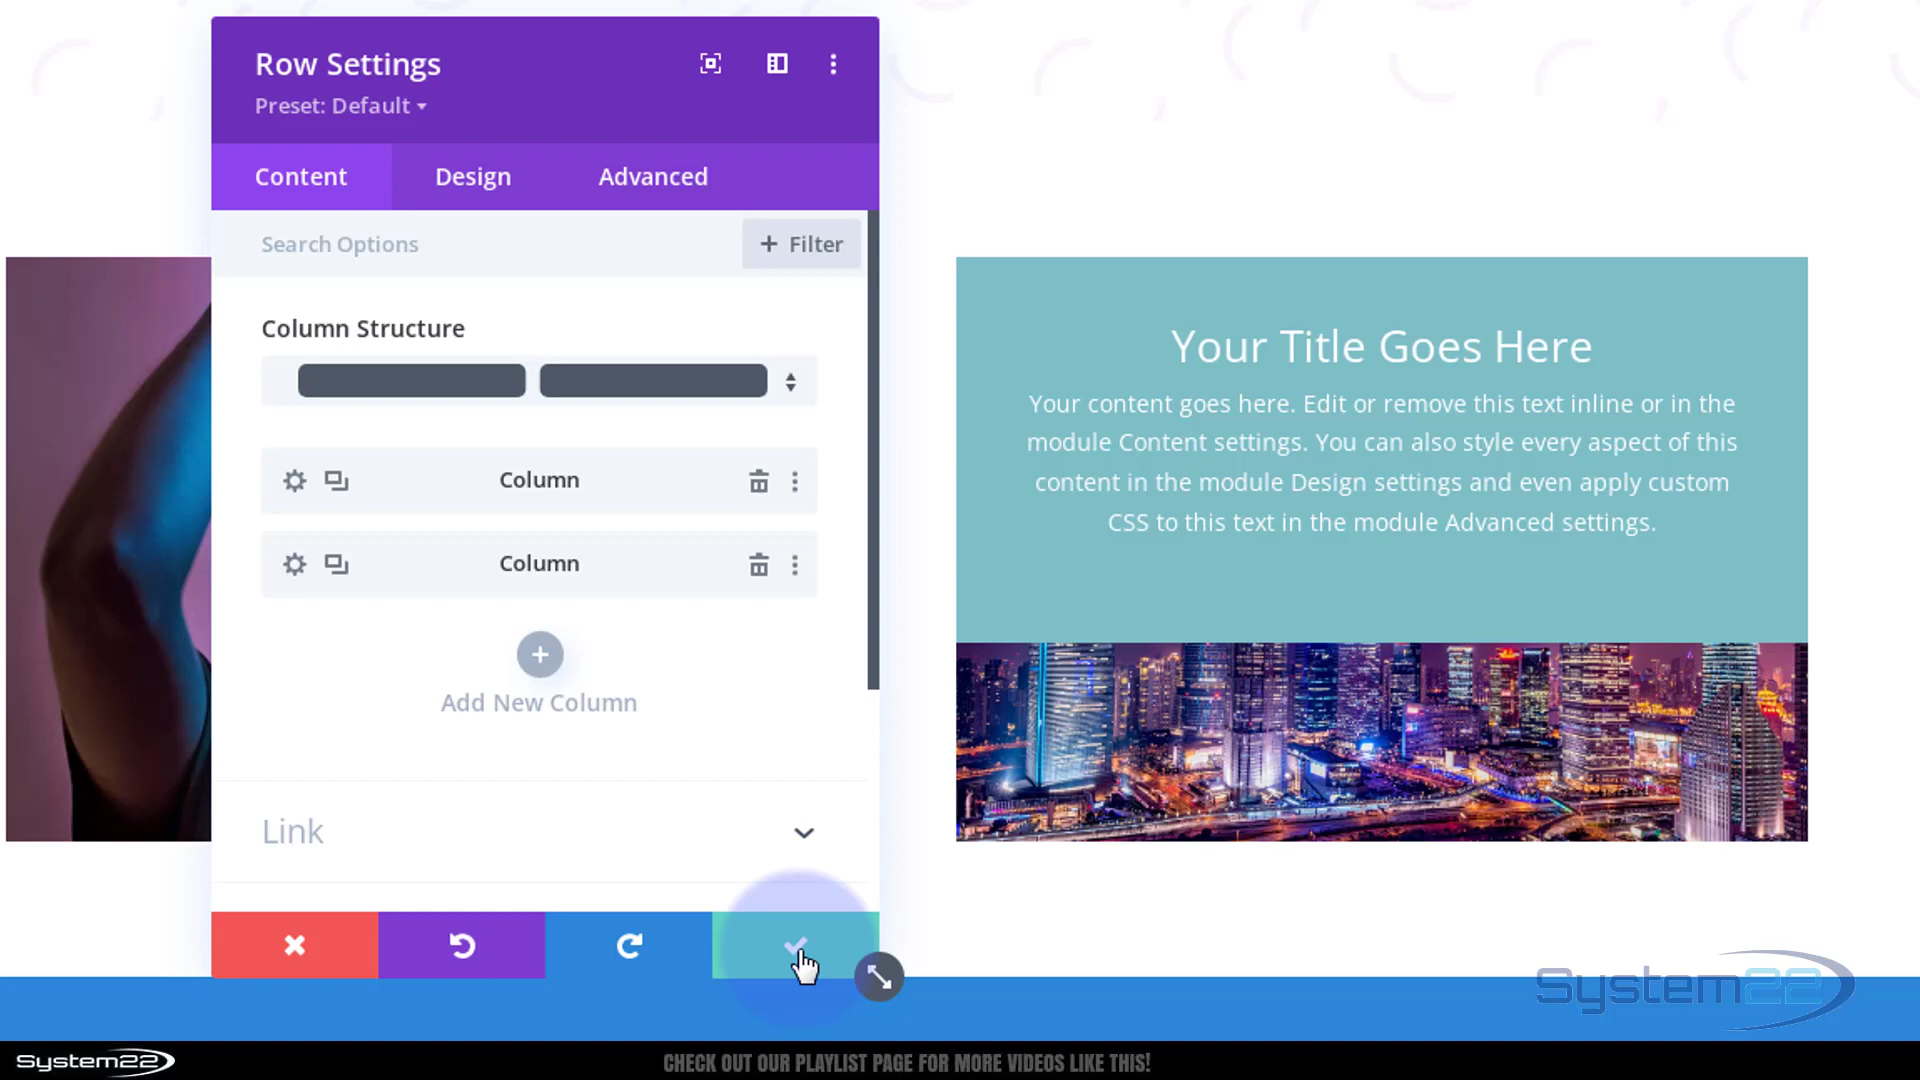 Row Settings
Preset: Default
Content
Design
Advanced
Search Options
+ Filter
Column Structure
Column
Column
Add New Column
Link
Your Title Goes Here
Your content goes here. Edit or remove this text inline or in the
module Content settings. You can also style every aspect of this
content in the module Design settings and even apply custom
CSS to this text in the module Advanced settings.
System22
System22
CHECK OUT OUR PLAYLIST PAGE FOR MORE VIDEOS LIKE THIS!